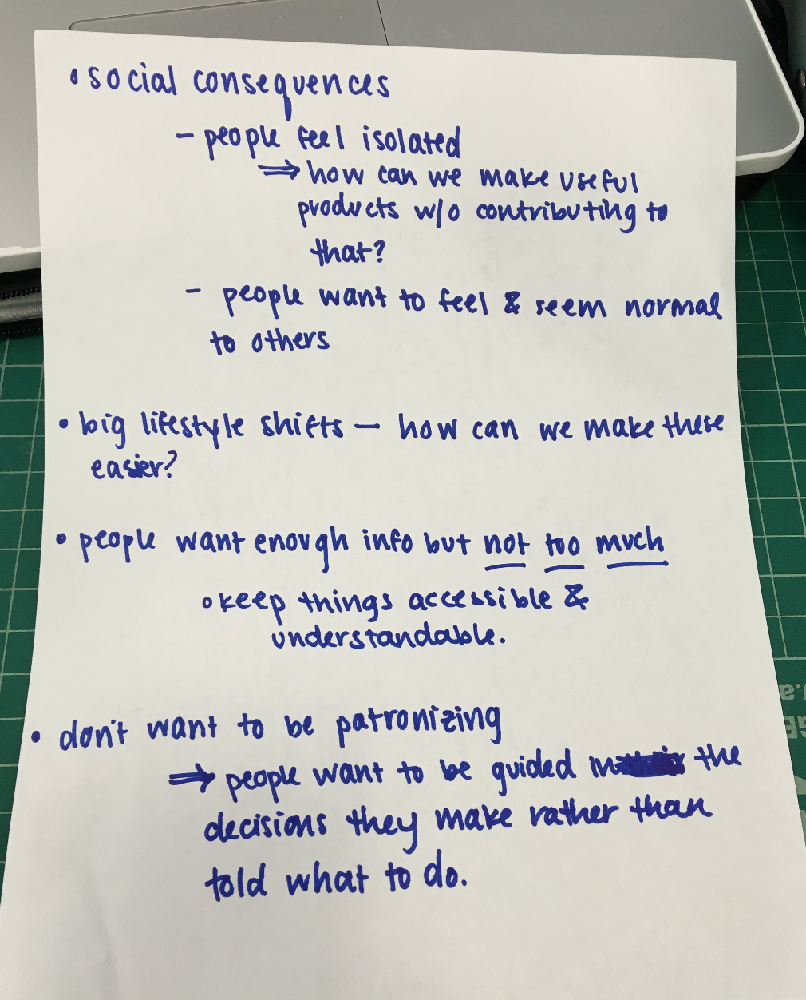 • social consequences
- people feel isolated
⇒ how can we make useful
products w/o contributing to
that?
- people want to feel & seem normal
to others
• big lifestyle shifts — how can we make these
easier?
• people want enough info but not too much
◦ keep things accessible &
understandable.
• don't want to be patronizing
⇒ people want to be guided in the
decisions they make rather than
told what to do.